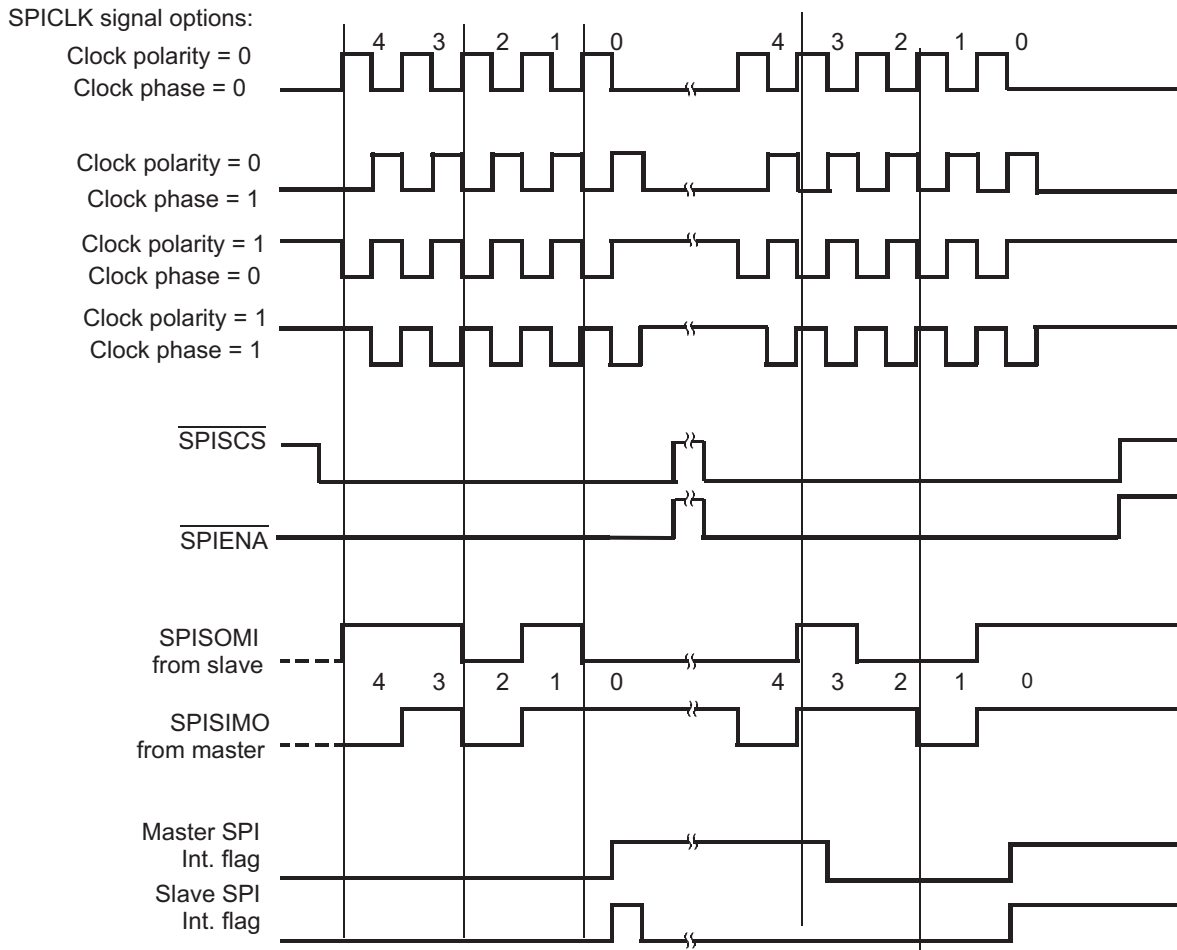 SPICLK signal options:
4 3 2 1 0 4 3 2 1 0
Clock polarity = 0
Clock phase = 0
Clock polarity = 0
Clock phase = 1
Clock polarity = 1
Clock phase = 0
Clock polarity = 1
Clock phase = 1
SPISCS
SPIENA
SPISOMI
from slave
4 3 2 1 0 4 3 2 1 0
SPISIMO
from master
Master SPI
Int. flag
Slave SPI
Int. flag